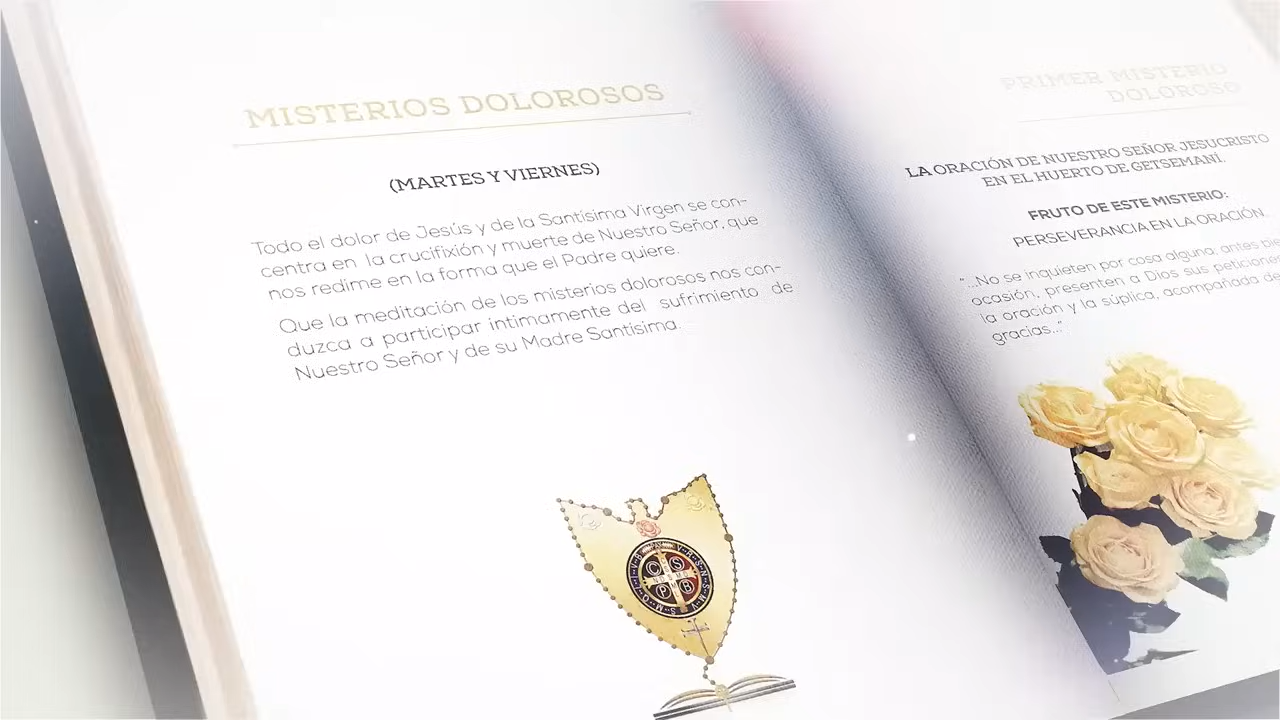 MISTERIOS DOLOROSOS
(MARTES Y VIERNES)
Todo el dolor de Jesús y de la Santísima Virgen se con-
centra en la crucifixión y muerte de Nuestro Señor, que
nos redime en la forma que el Padre quiere.
Que la meditación de los misterios dolorosos nos con-
duzca a participar intimamente del sufrimiento de
Nuestro Señor y de su Madre Santísima.
C S
P B
PRIMER MISTERIO
DOLOROSO
LA ORACIÓN DE NUESTRO SEÑOR JESUCRISTO
EN EL HUERTO DE GETSEMANÍ.
FRUTO DE ESTE MISTERIO:
PERSEVERANCIA EN LA ORACIÓN.
"...No se inquieten por cosa alguna, antes
ocasión, presenten a Dios sus peticiones
la oración y la súplica, acompañada
gracias..."